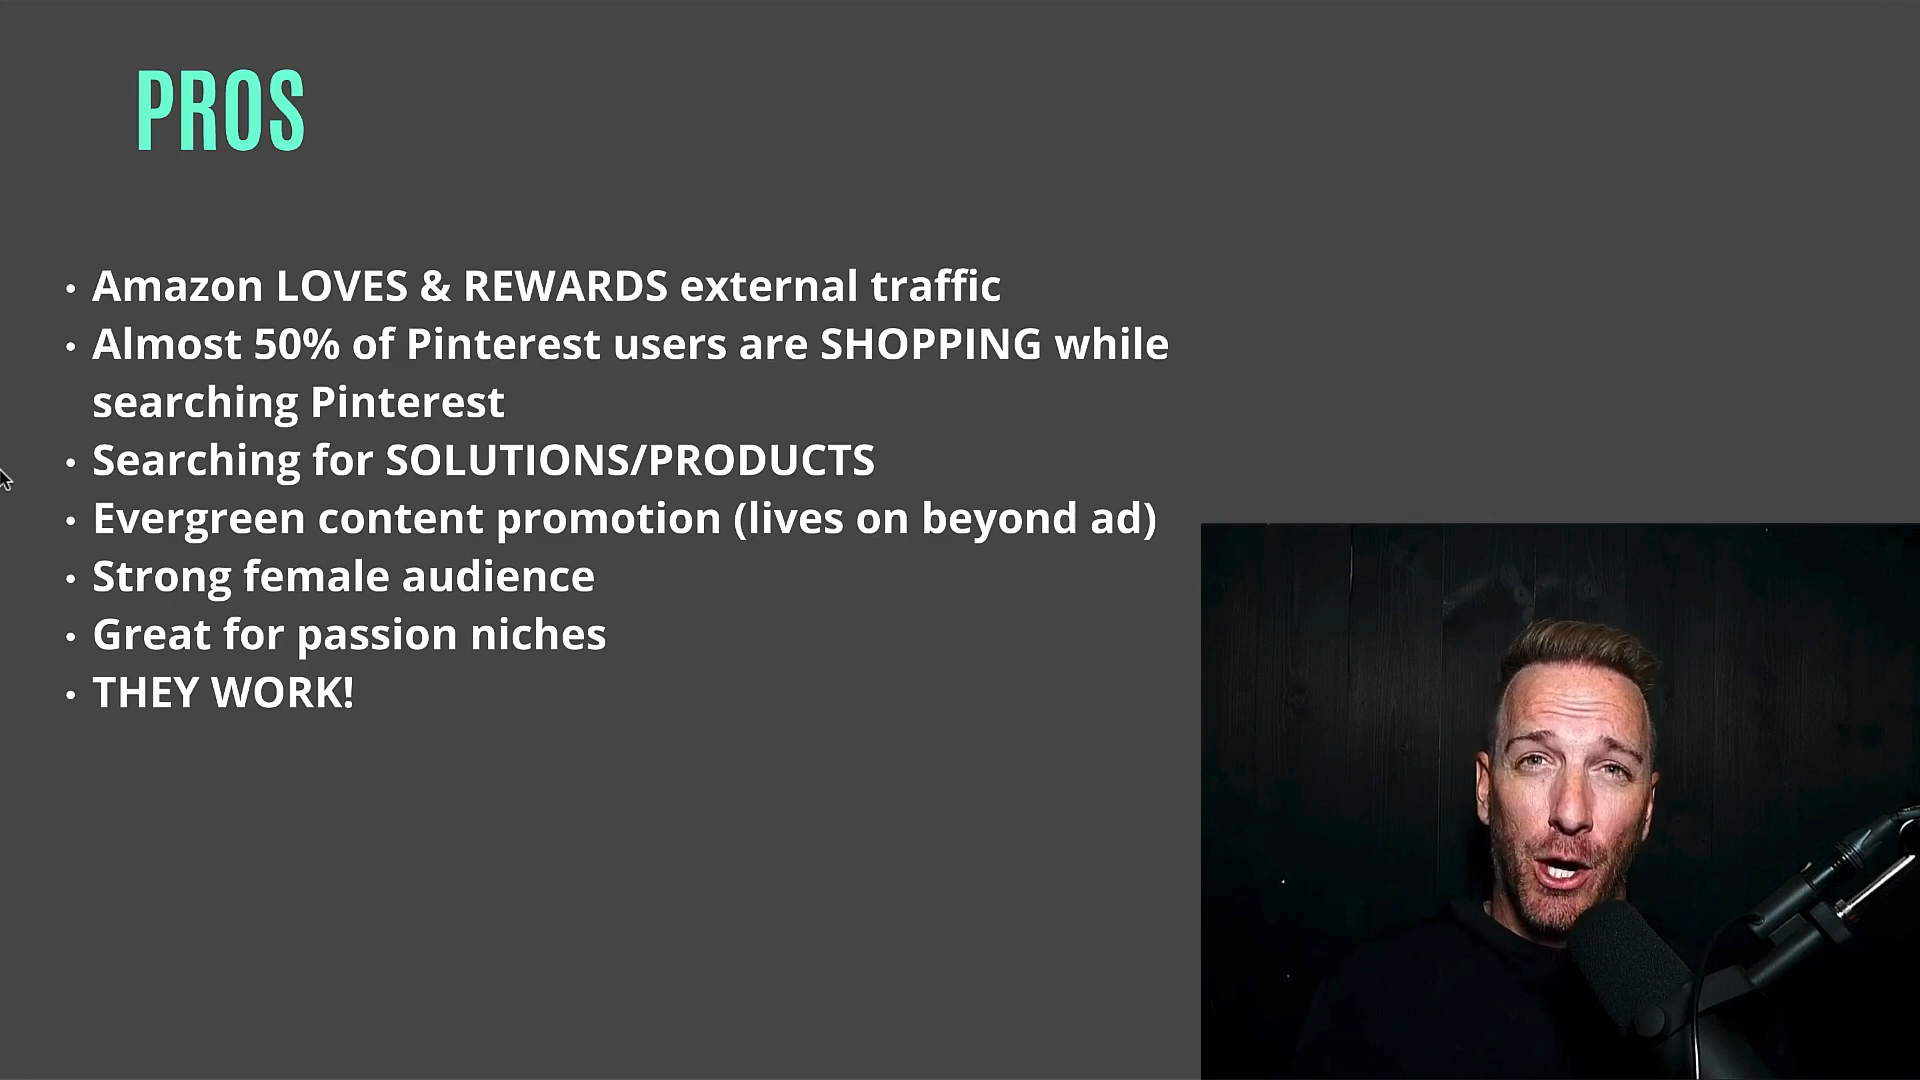 PROS
• Amazon LOVES & REWARDS external traffic
• Almost 50% of Pinterest users are SHOPPING while
searching Pinterest
• Searching for SOLUTIONS/PRODUCTS
• Evergreen content promotion (lives on beyond ad)
• Strong female audience
• Great for passion niches
• THEY WORK!